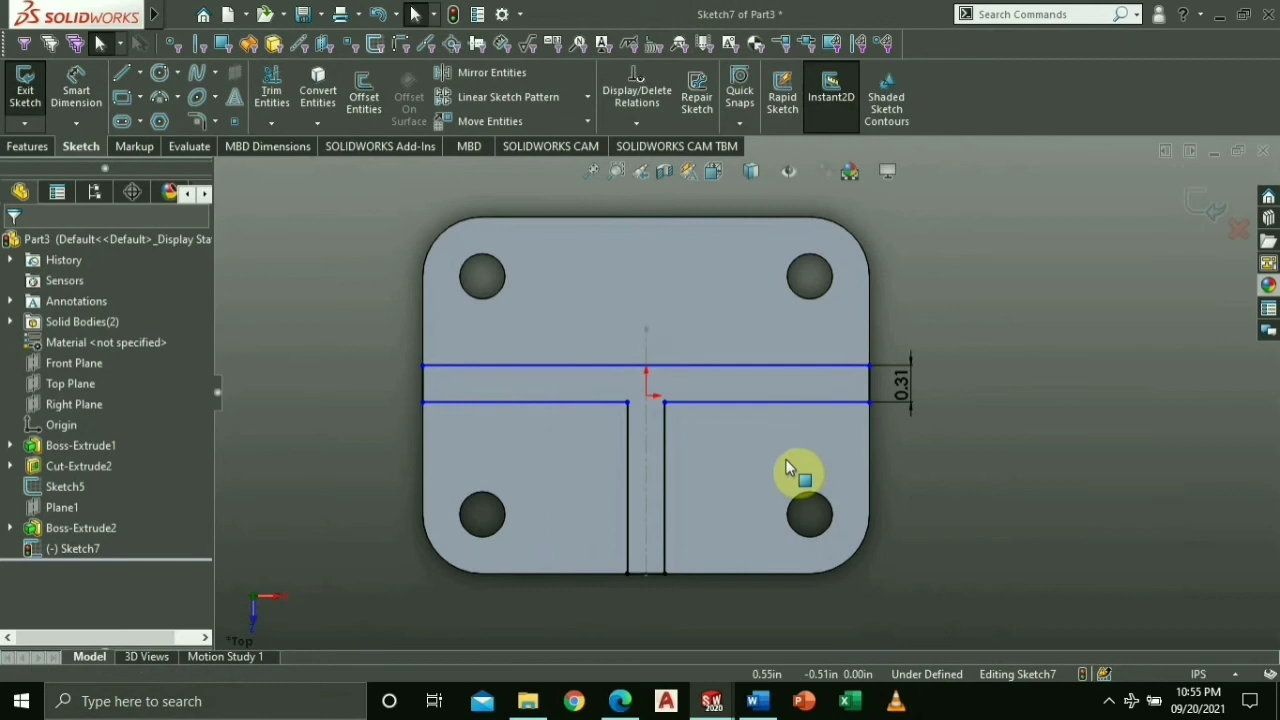 SOLIDWORKS
Sketch7 of Part3 *
Search Commands
Exit Sketch
Smart Dimension
Trim Entities
Convert Entities
Offset Entities
Offset On Surface
Mirror Entities
Linear Sketch Pattern
Move Entities
Display/Delete Relations
Repair Sketch
Quick Snaps
Rapid Sketch
Instant2D
Shaded Sketch Contours
Features
Sketch
Markup
Evaluate
MBD Dimensions
SOLIDWORKS Add-Ins
MBD
SOLIDWORKS CAM
SOLIDWORKS CAM TBM
Part3 (Default<<Default>_Display Sta
History
Sensors
Annotations
Solid Bodies(2)
Material <not specified>
Front Plane
Top Plane
Right Plane
Origin
Boss-Extrude1
Cut-Extrude2
Sketch5
Plane1
Boss-Extrude2
(-) Sketch7
0.31
*Top
Model
3D Views
Motion Study 1
0.55in
-0.51in
0.00in
Under Defined
Editing Sketch7
IPS
Type here to search
10:55 PM
09/20/2021